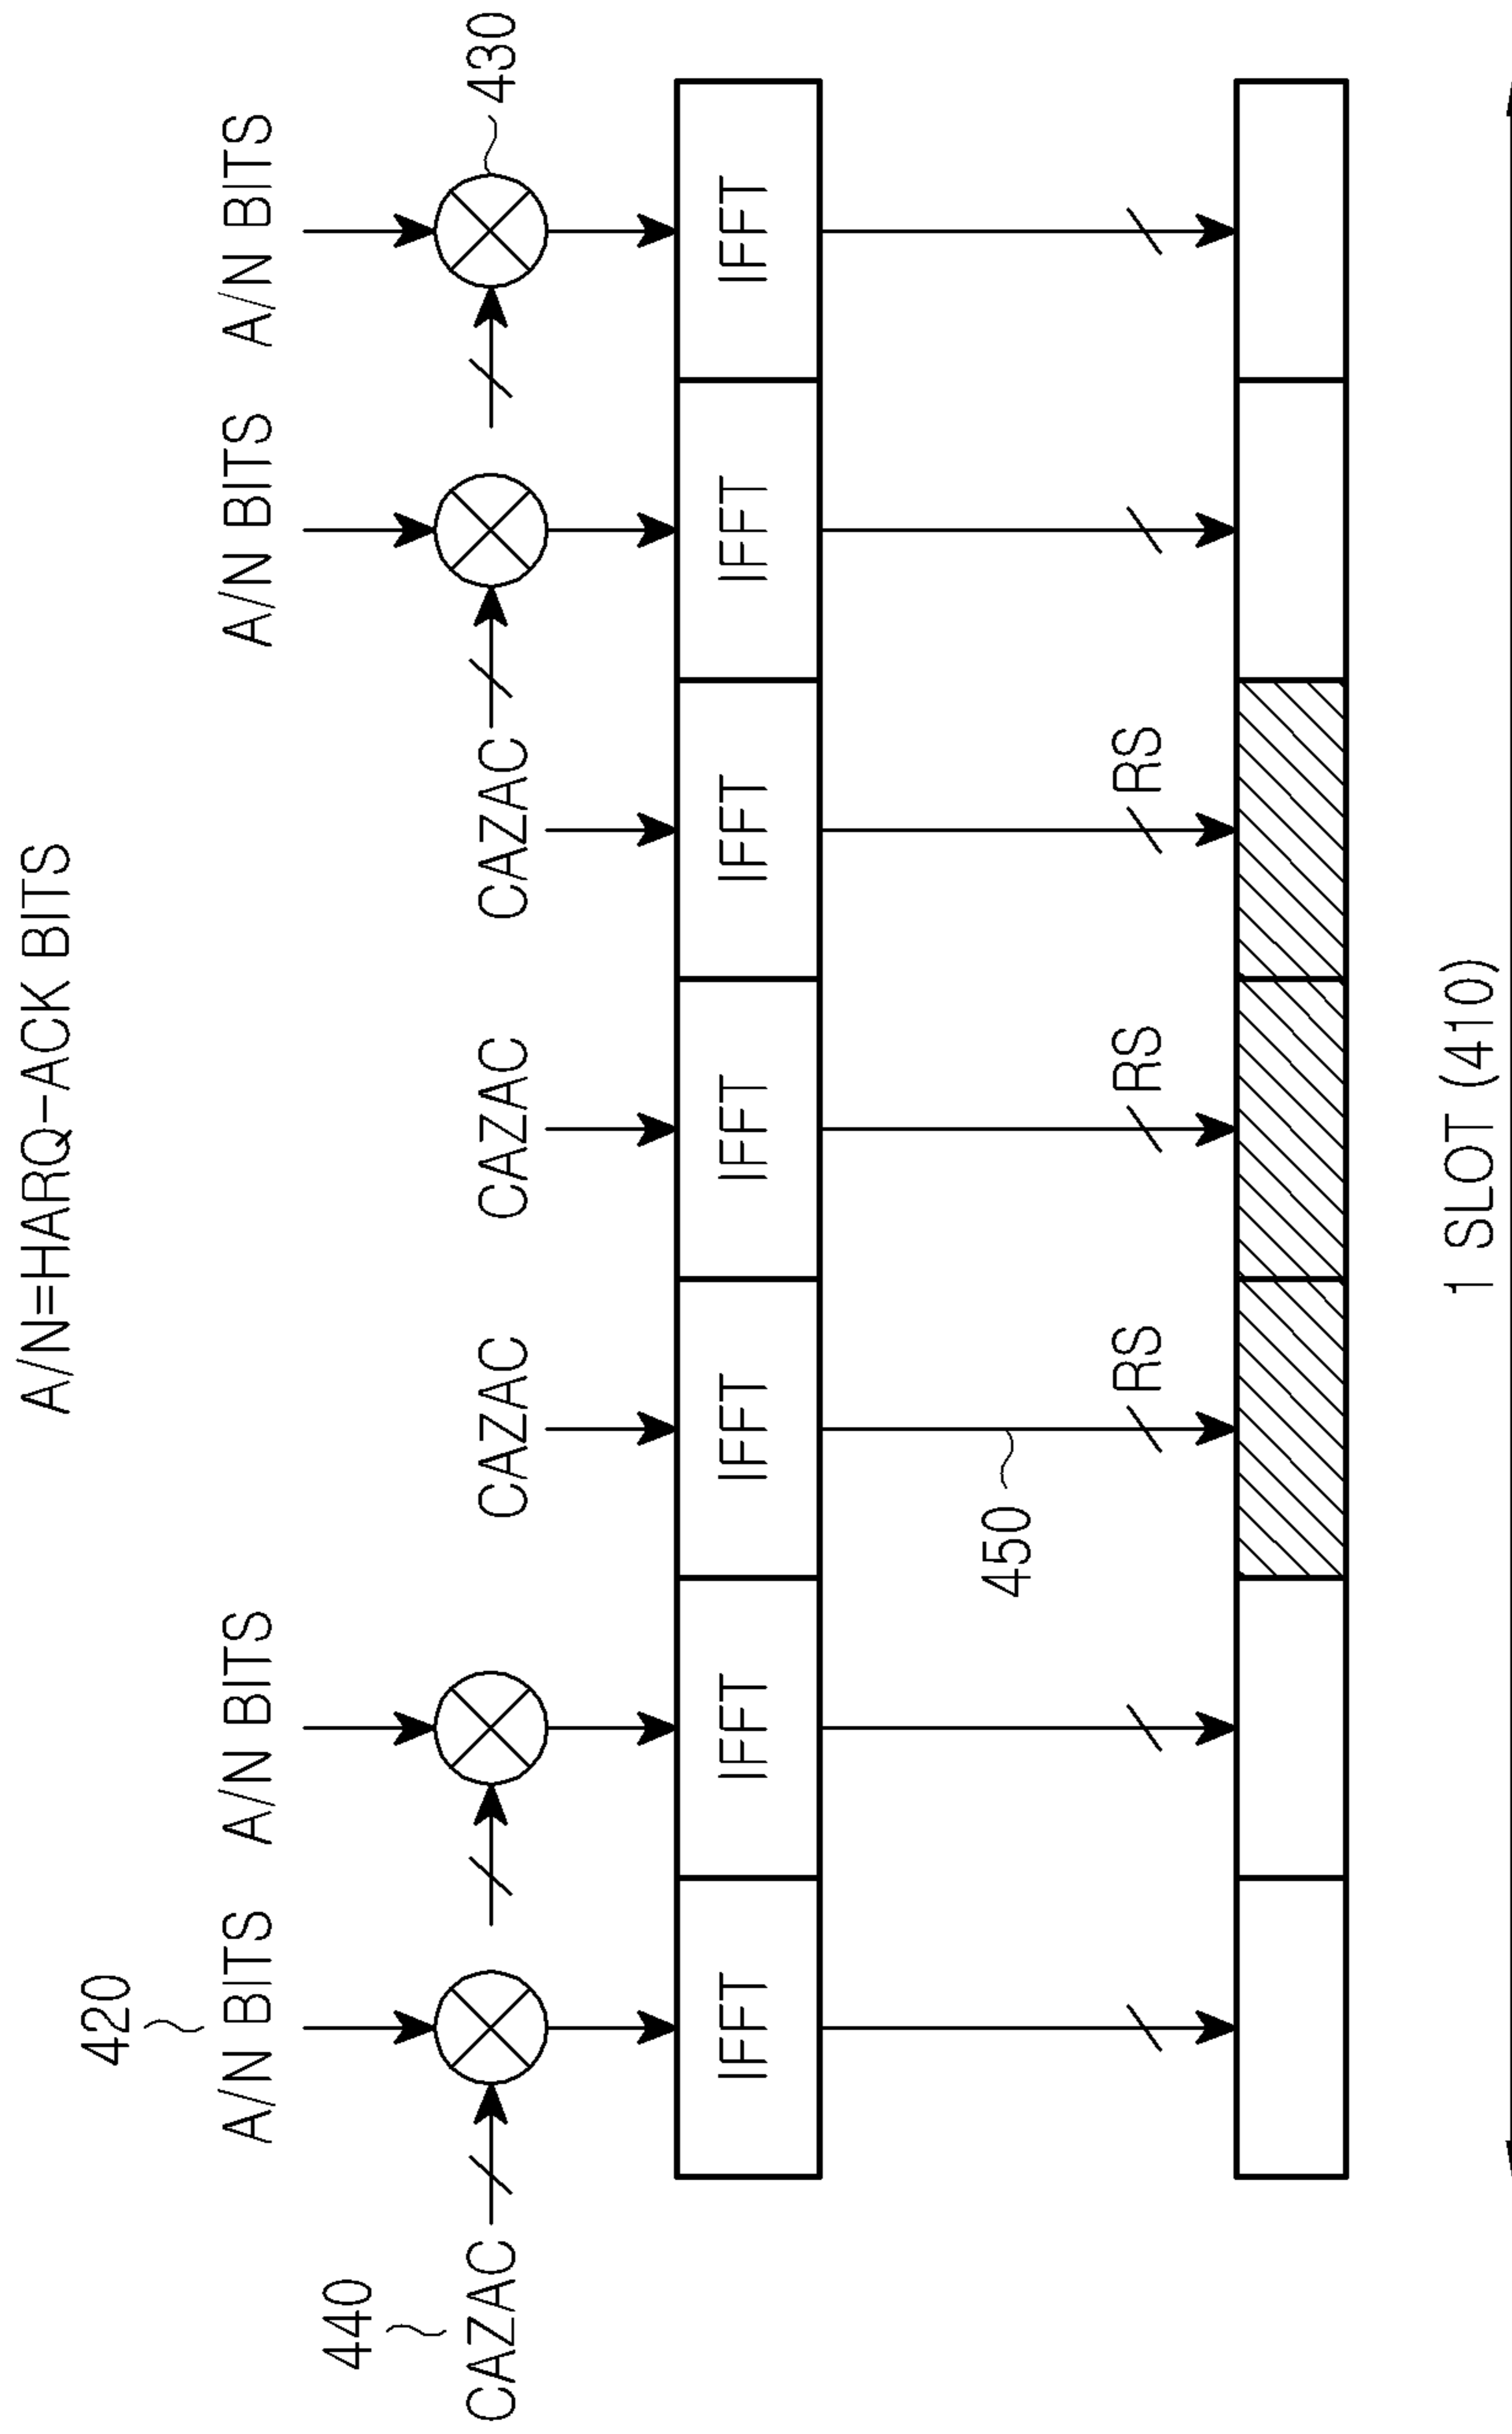 A/N=HARQ-ACK BITS
420
A/N BITS A/N BITS A/N BITS A/N BITS
440
430
CAZAC CAZAC CAZAC CAZAC
IFFT IFFT IFFT IFFT IFFT IFFT IFFT
450
RS RS RS
1 SLOT (410)